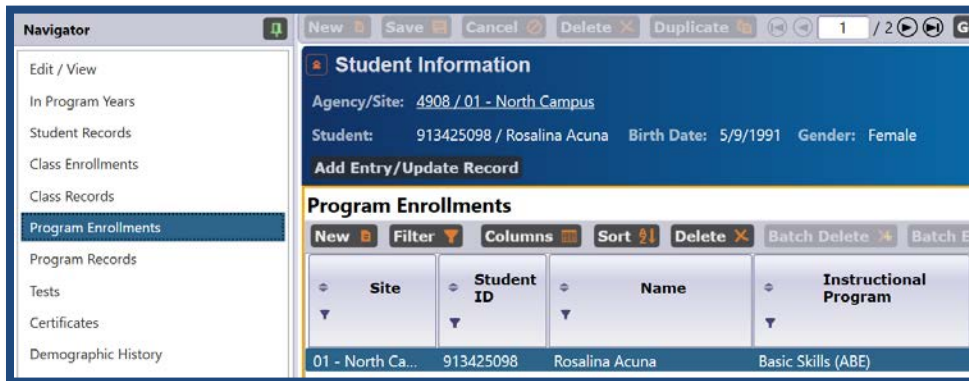 Navigator
Edit / View
In Program Years
Student Records
Class Enrollments
Class Records
Program Enrollments
Program Records
Tests
Certificates
Demographic History
New Save Cancel Delete Duplicate 1 / 2 G
Student Information
Agency/Site: 4908 / 01 - North Campus
Student: 913425098 / Rosalina Acuna Birth Date: 5/9/1991 Gender: Female
Add Entry/Update Record
Program Enrollments
New Filter Columns Sort Delete Batch Delete Batch E
Site Student ID Name Instructional Program
01 - North Ca... 913425098 Rosalina Acuna Basic Skills (ABE)